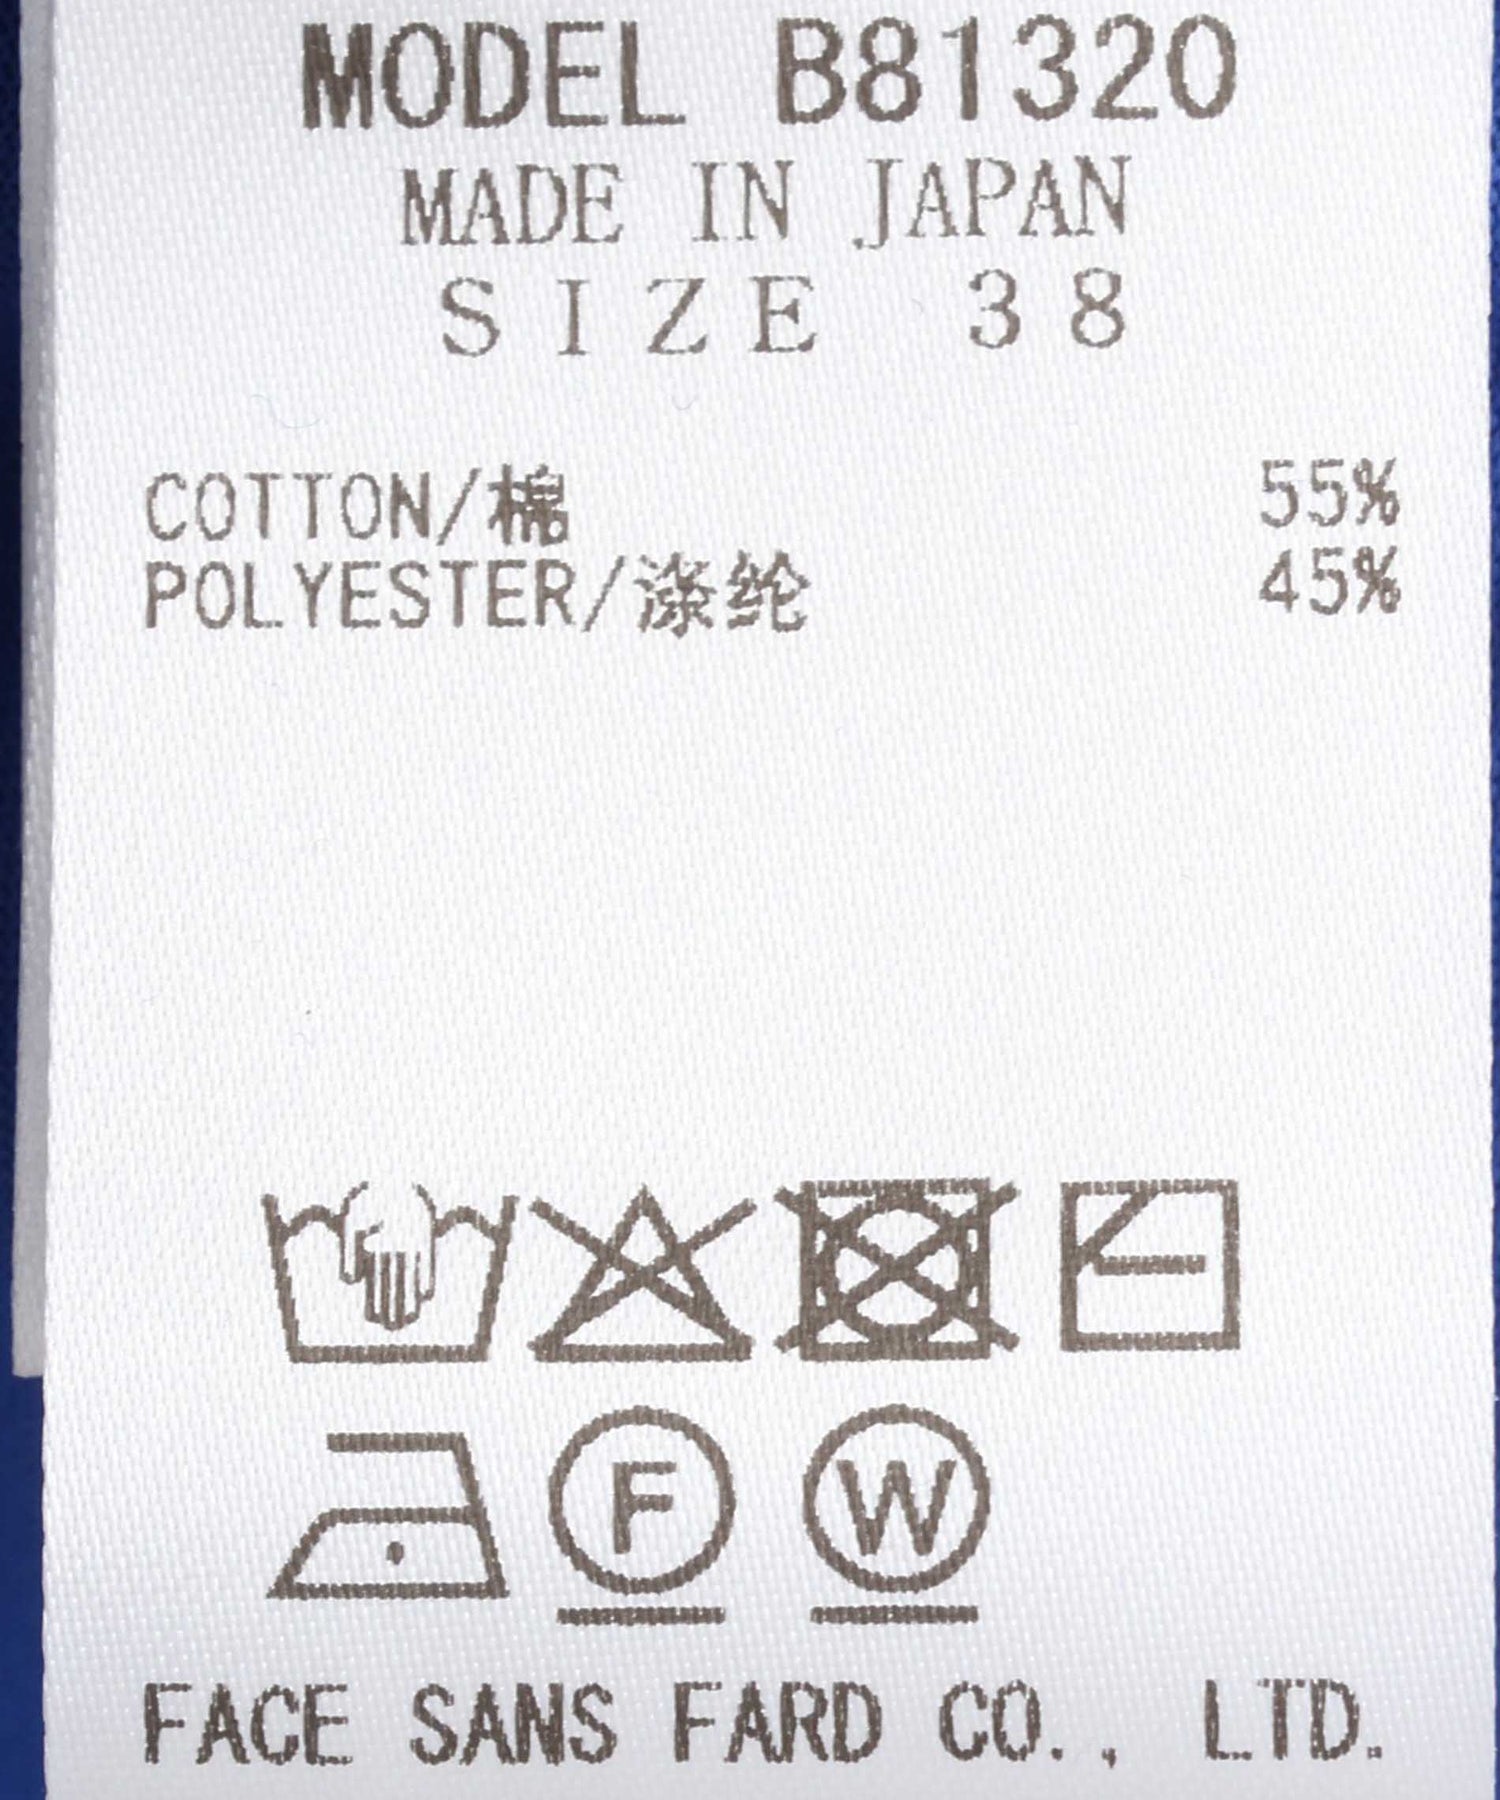 MODEL B81320
MADE IN JAPAN
SIZE 38
COTTON/棉 55%
POLYESTER/涤纶 45%
F W
FACE SANS FARD CO., LTD.